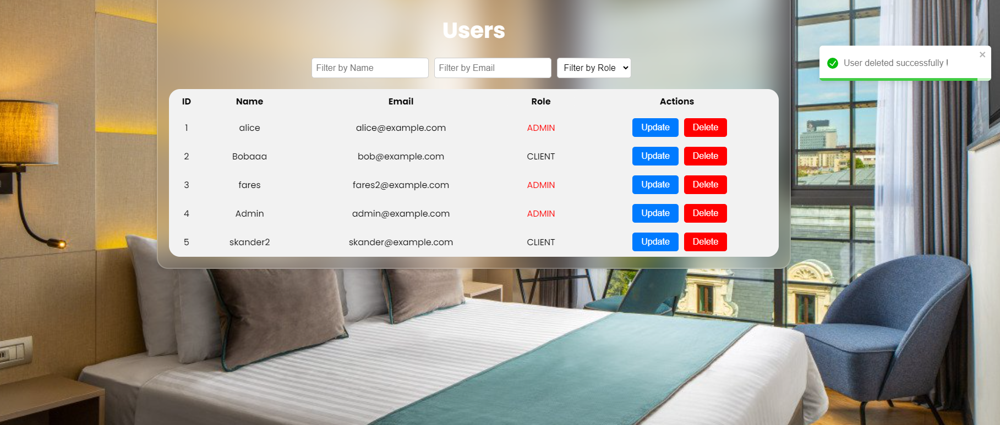 Users
Filter by Name Filter by Email Filter by Role
User deleted successfully !
ID Name Email Role Actions
1 alice alice@example.com ADMIN Update Delete
2 Bobaaa bob@example.com CLIENT Update Delete
3 fares fares2@example.com ADMIN Update Delete
4 Admin admin@example.com ADMIN Update Delete
5 skander2 skander@example.com CLIENT Update Delete